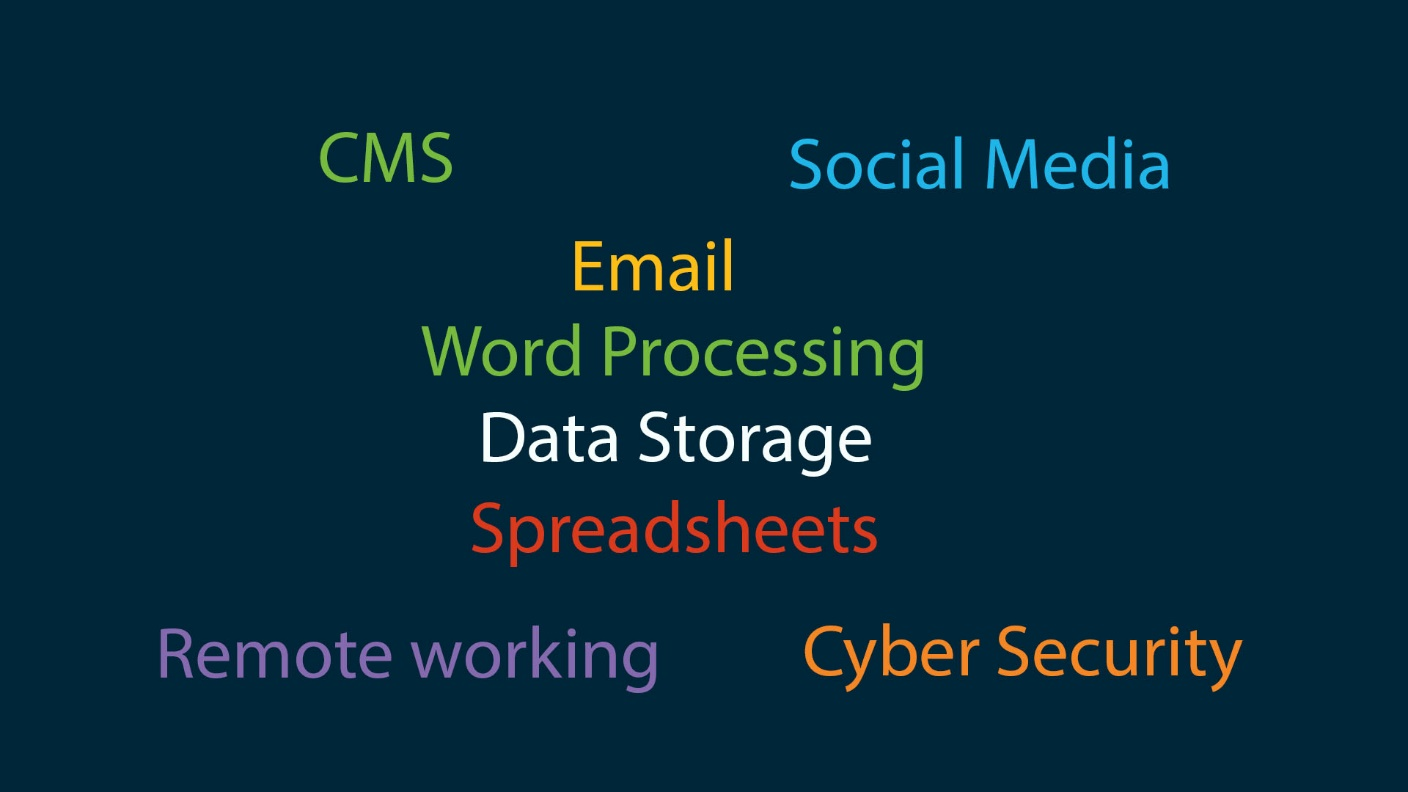 CMS
Social Media
Email
Word Processing
Data Storage
Spreadsheets
Remote working
Cyber Security